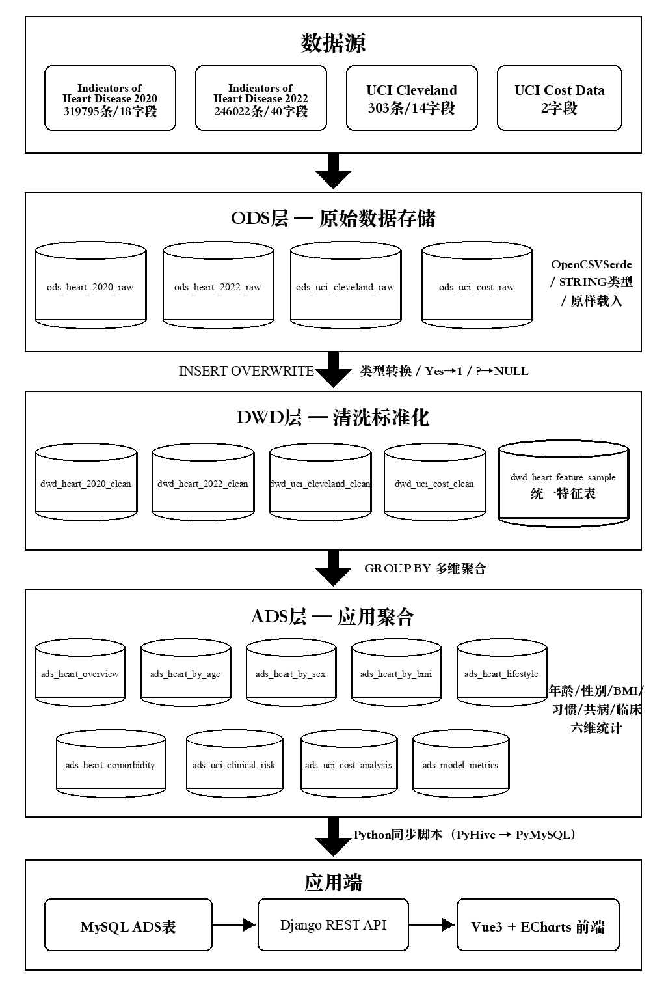 数据源
Indicators of
Heart Disease 2020
319795条/18字段
Indicators of
Heart Disease 2022
246022条/40字段
UCI Cleveland
303条/14字段
UCI Cost Data
2字段
ODS层 — 原始数据存储
ods_heart_2020_raw
ods_heart_2022_raw
ods_uci_cleveland_raw
ods_uci_cost_raw
OpenCSVSerde
/ STRING类型
/ 原样载入
INSERT OVERWRITE
类型转换 / Yes→1 / ?→NULL
DWD层 — 清洗标准化
dwd_heart_2020_clean
dwd_heart_2022_clean
dwd_uci_cleveland_clean
dwd_uci_cost_clean
dwd_heart_feature_sample
统一特征表
GROUP BY 多维聚合
ADS层 — 应用聚合
ads_heart_overview
ads_heart_by_age
ads_heart_by_sex
ads_heart_by_bmi
ads_heart_lifestyle
年龄/性别/BMI/
习惯/共病/临床
六维统计
ads_heart_comorbidity
ads_uci_clinical_risk
ads_uci_cost_analysis
ads_model_metrics
Python同步脚本（PyHive → PyMySQL）
应用端
MySQL ADS表
Django REST API
Vue3 + ECharts 前端